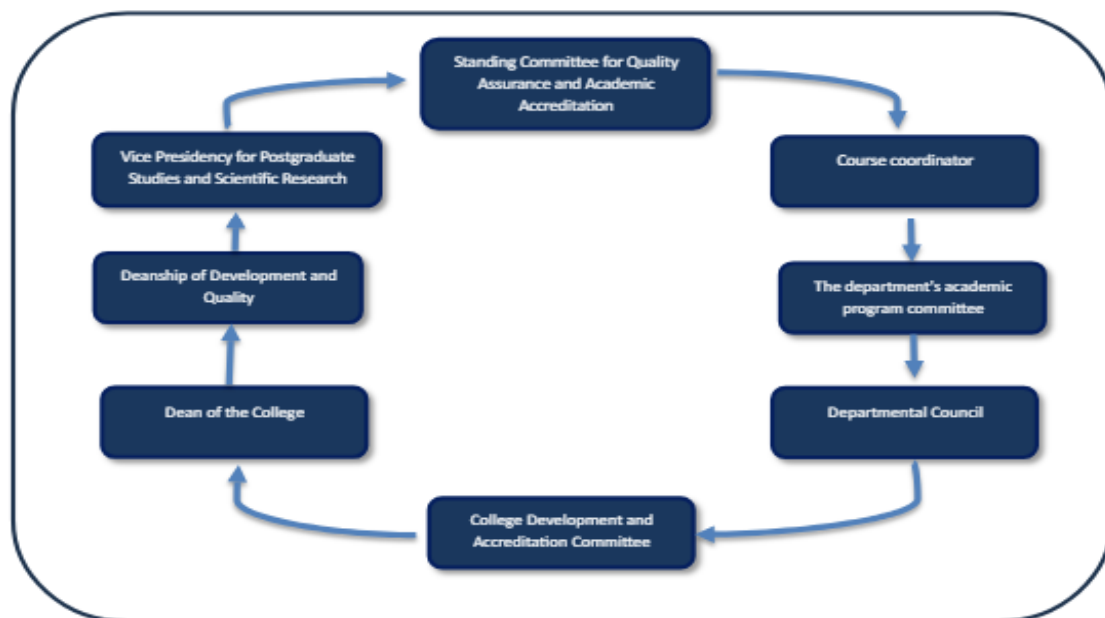 Standing Committee for Quality
Assurance and Academic
Accreditation
Course coordinator
The department's academic
program committee
Departmental Council
College Development and
Accreditation Committee
Dean of the College
Deanship of Development and
Quality
Vice Presidency for Postgraduate
Studies and Scientific Research